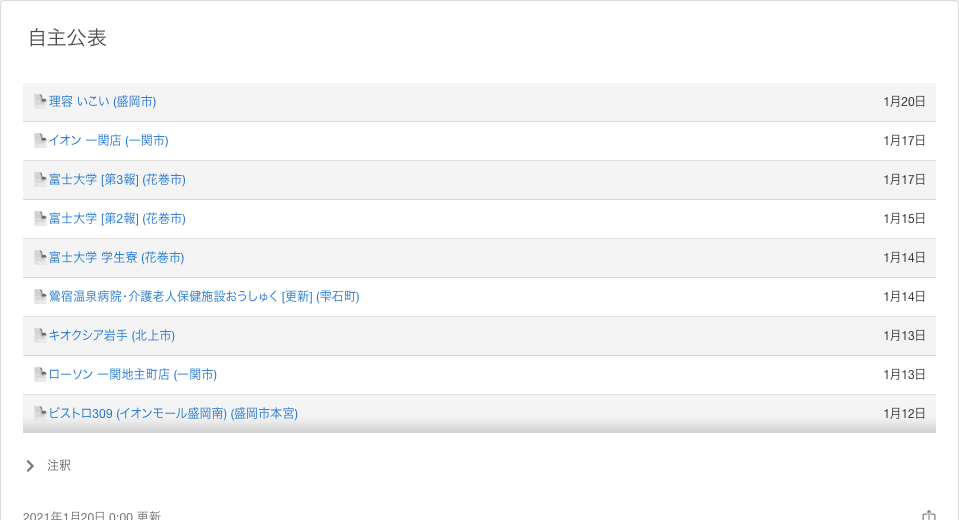 自主公表
理容 いこい (盛岡市) 1月20日
イオン 一関店 (一関市) 1月17日
富士大学 [第3報] (花巻市) 1月17日
富士大学 [第2報] (花巻市) 1月15日
富士大学 学生寮 (花巻市) 1月14日
鶯宿温泉病院・介護老人保健施設おうしゅく [更新] (雫石町) 1月14日
キオクシア岩手 (北上市) 1月13日
ローソン 一関地主町店 (一関市) 1月13日
ビストロ309 (イオンモール盛岡南) (盛岡市本宮) 1月12日
注釈
2021年1月20日 0:00 更新